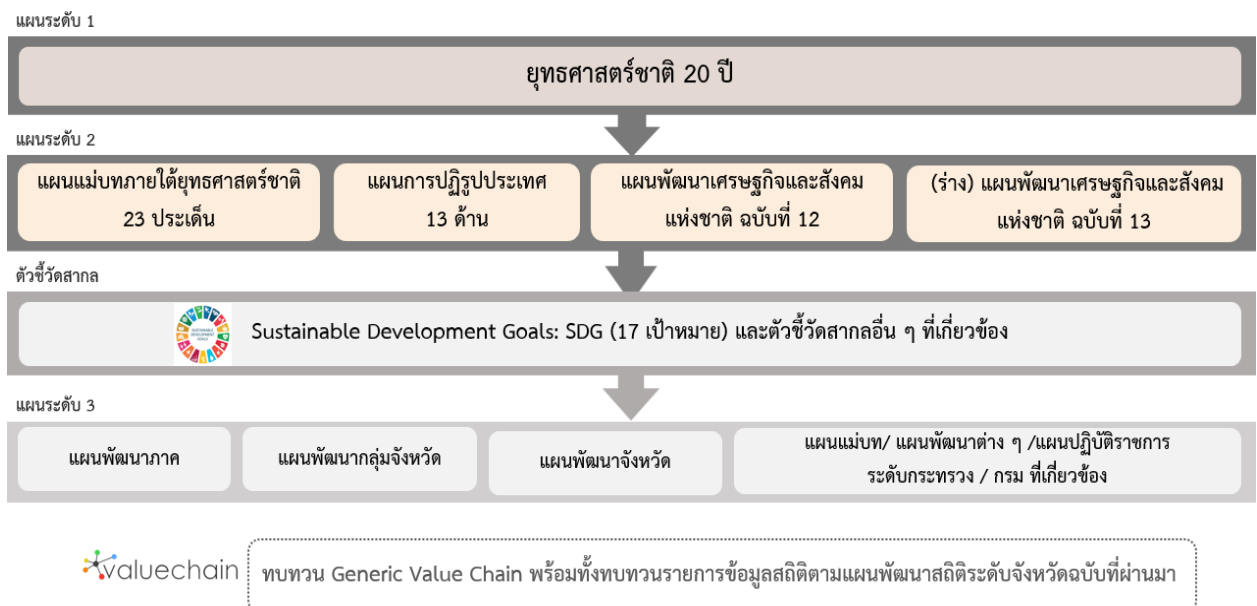 แผนระดับ 1
ยุทธศาสตร์ชาติ 20 ปี
แผนระดับ 2
แผนแม่บทภายใต้ยุทธศาสตร์ชาติ
23 ประเด็น
แผนการปฏิรูปประเทศ
13 ด้าน
แผนพัฒนาเศรษฐกิจและสังคม
แห่งชาติ ฉบับที่ 12
(ร่าง) แผนพัฒนาเศรษฐกิจและสังคม
แห่งชาติ ฉบับที่ 13
ตัวชี้วัดสากล
SUSTAINABLE
DEVELOPMENT
GOALS
Sustainable Development Goals: SDG (17 เป้าหมาย) และตัวชี้วัดสากลอื่น ๆ ที่เกี่ยวข้อง
แผนระดับ 3
แผนพัฒนาภาค
แผนพัฒนากลุ่มจังหวัด
แผนพัฒนาจังหวัด
แผนแม่บท/ แผนพัฒนาต่าง ๆ /แผนปฏิบัติราชการ
ระดับกระทรวง / กรม ที่เกี่ยวข้อง
valuechain
ทบทวน Generic Value Chain พร้อมทั้งทบทวนรายการข้อมูลสถิติตามแผนพัฒนาสถิติระดับจังหวัดฉบับที่ผ่านมา